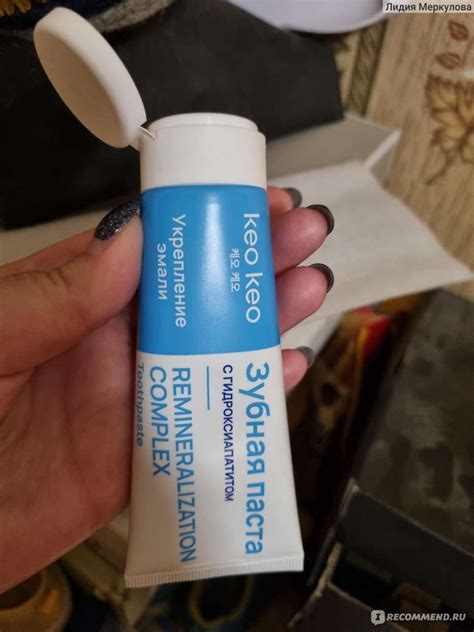 Лидия Меркулова
keo keo
케오 케오
Укрепление
эмали
Зубная паста
С ГИДРОКСИАПАТИТОМ
REMINERALIZATION
COMPLEX
Toothpaste
IRECOMMEND.RU